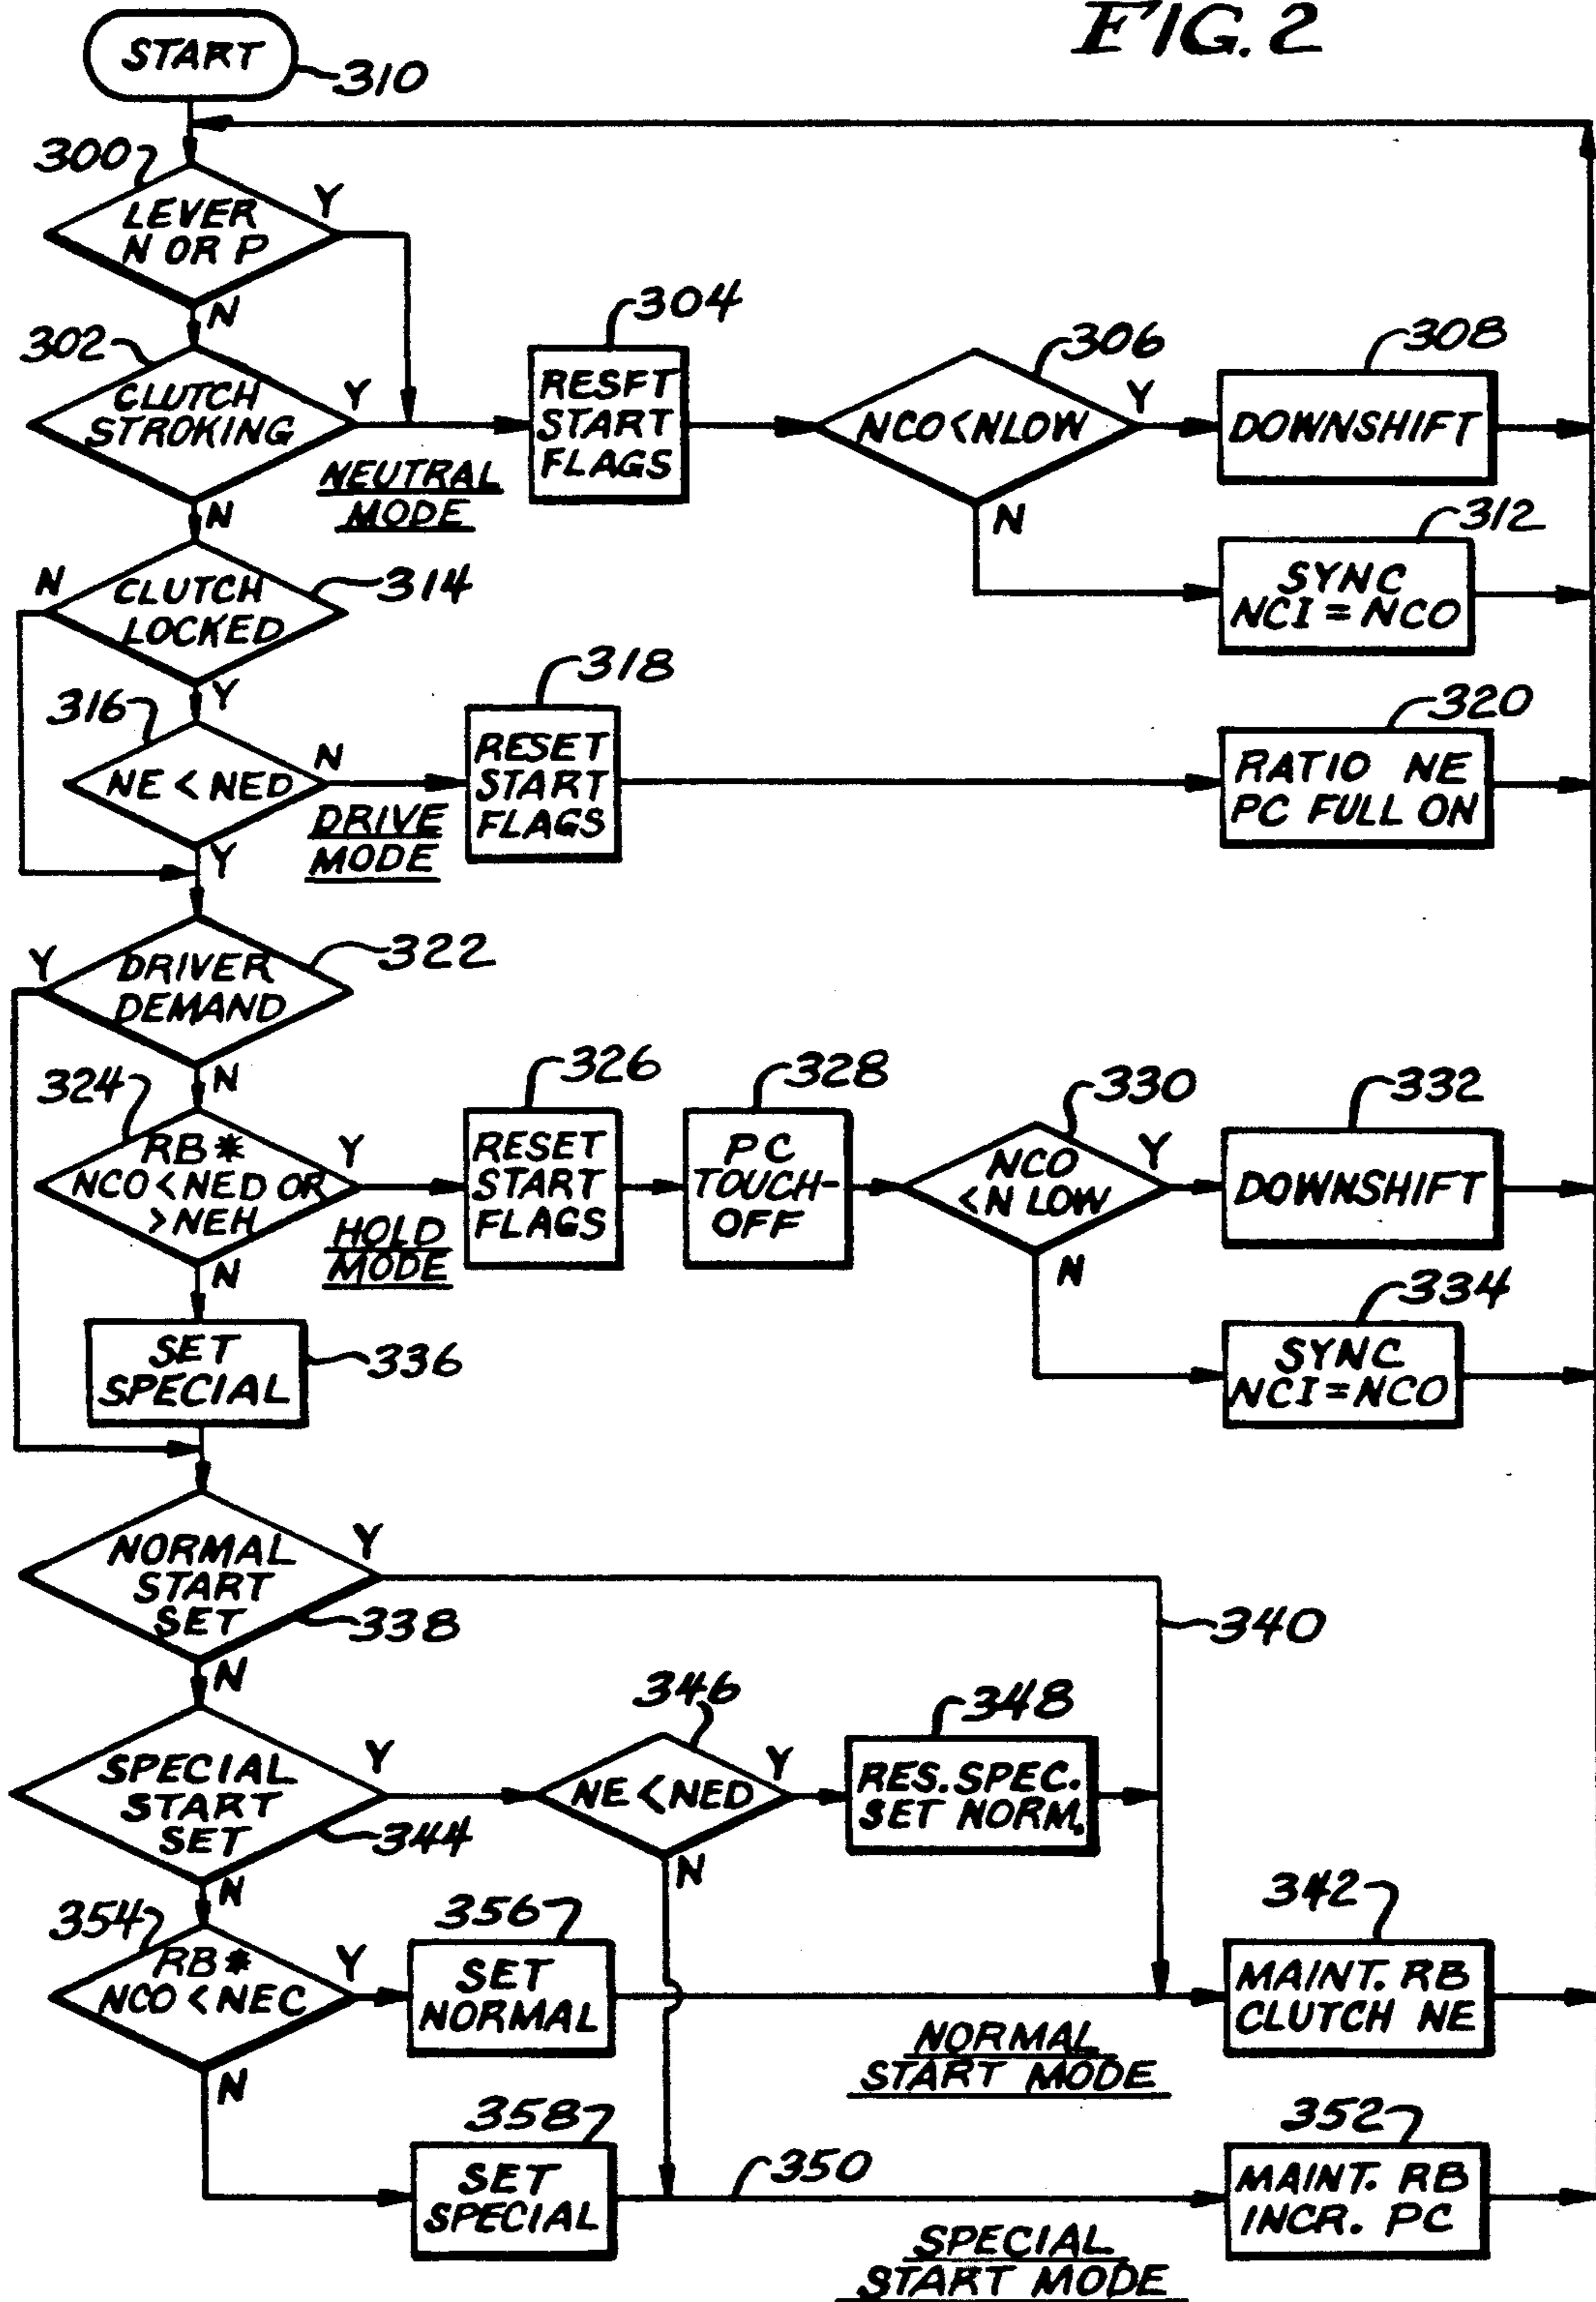 FIG. 2
START
310
300
LEVER
N OR P
Y
N
302
CLUTCH
STROKING
Y
N
NEUTRAL
MODE
304
RESFT
START
FLAGS
306
NCO < NLOW
Y
N
308
DOWNSHIFT
312
SYNC
NCI = NCO
314
CLUTCH
LOCKED
N
Y
316
NE < NED
N
Y
DRIVE
MODE
318
RESET
START
FLAGS
320
RATIO NE
PC FULL ON
322
DRIVER
DEMAND
Y
N
324
RB *
NCO < NED OR
> NEH
Y
N
HOLD
MODE
326
RESET
START
FLAGS
328
PC
TOUCH-
OFF
330
NCO
< N LOW
Y
N
332
DOWNSHIFT
334
SYNC
NCI = NCO
336
SET
SPECIAL
338
NORMAL
START
SET
Y
N
340
344
SPECIAL
START
SET
Y
N
346
NE < NED
Y
N
348
RES. SPEC.
SET NORM.
342
MAINT. RB
CLUTCH NE
354
RB *
NCO < NEC
Y
N
356
SET
NORMAL
NORMAL
START MODE
358
SET
SPECIAL
350
352
MAINT. RB
INCR. PC
SPECIAL
START MODE